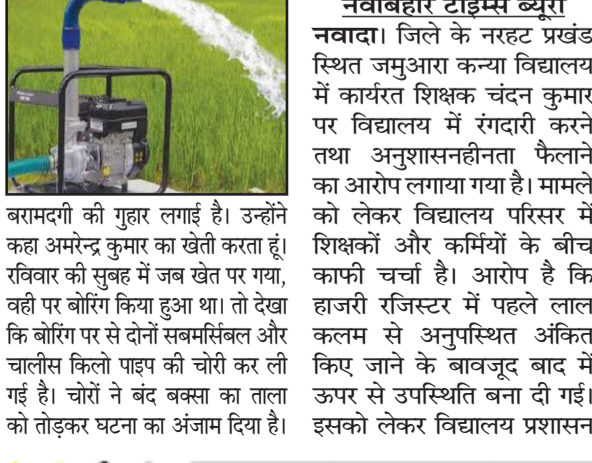 बरामदगी की गुहार लगाई है। उन्होंने
कहा अमरेन्द्र कुमार का खेती करता हूं।
रविवार की सुबह में जब खेत पर गया,
वही पर बोरिंग किया हुआ था। तो देखा
कि बोरिंग पर से दोनों सबमर्सिबल और
चालीस किलो पाइप की चोरी कर ली
गई है। चोरों ने बंद बक्सा का ताला
को तोड़कर घटना का अंजाम दिया है।
नवबिहार टाइम्स ब्यूरो
नवादा। जिले के नरहट प्रखंड
स्थित जमुआरा कन्या विद्यालय
में कार्यरत शिक्षक चंदन कुमार
पर विद्यालय में रंगदारी करने
तथा अनुशासनहीनता फैलाने
का आरोप लगाया गया है। मामले
को लेकर विद्यालय परिसर में
शिक्षकों और कर्मियों के बीच
काफी चर्चा है। आरोप है कि
हाजरी रजिस्टर में पहले लाल
कलम से अनुपस्थित अंकित
किए जाने के बावजूद बाद में
ऊपर से उपस्थिति बना दी गई।
इसको लेकर विद्यालय प्रशासन